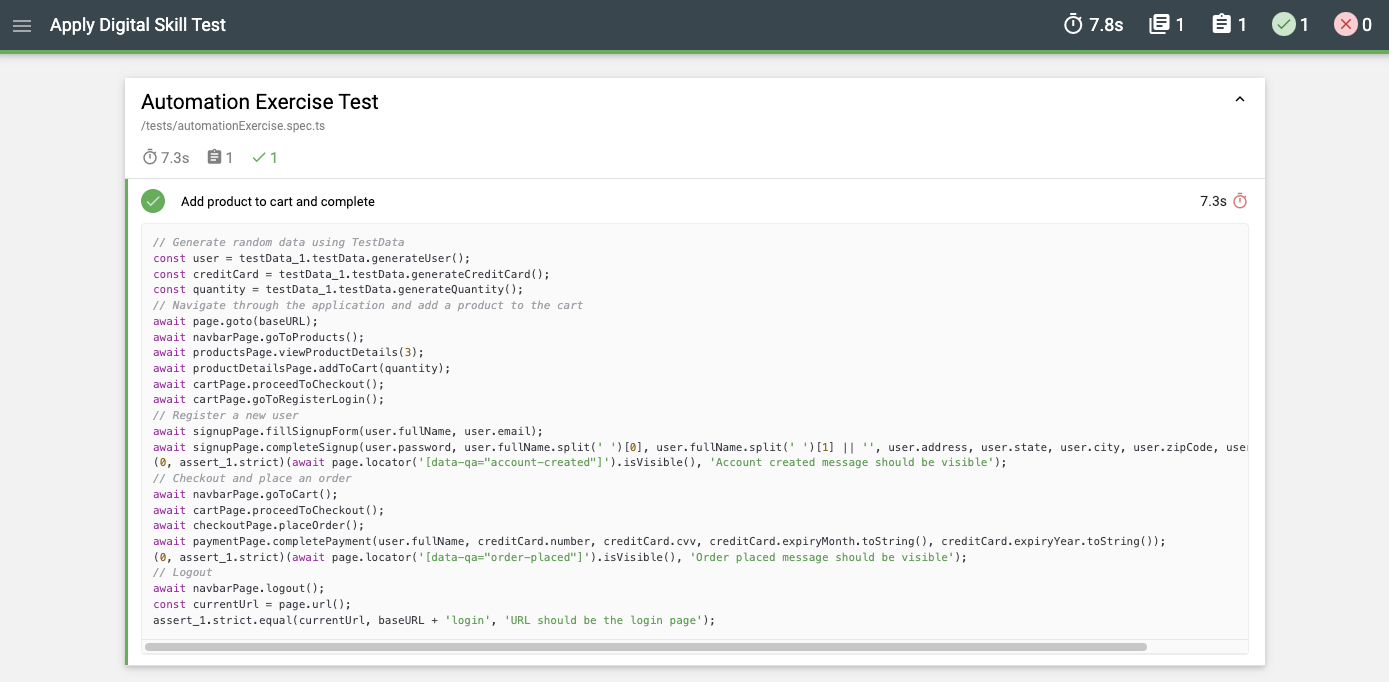 Apply Digital Skill Test
7.8s 1 1 1 0
Automation Exercise Test
/tests/automationExercise.spec.ts
7.3s 1 1
Add product to cart and complete 7.3s
// Generate random data using TestData
const user = testData_1.testData.generateUser();
const creditCard = testData_1.testData.generateCreditCard();
const quantity = testData_1.testData.generateQuantity();
// Navigate through the application and add a product to the cart
await page.goto(baseURL);
await navbarPage.goToProducts();
await productsPage.viewProductDetails(3);
await productDetailsPage.addToCart(quantity);
await cartPage.proceedToCheckout();
await cartPage.goToRegisterLogin();
// Register a new user
await signupPage.fillSignupForm(user.fullName, user.email);
await signupPage.completeSignup(user.password, user.fullName.split(' ')[0], user.fullName.split(' ')[1] || '', user.address, user.state, user.city, user.zipCode, use
(0, assert_1.strict)(await page.locator('[data-qa="account-created"]').isVisible(), 'Account created message should be visible');
// Checkout and place an order
await navbarPage.goToCart();
await cartPage.proceedToCheckout();
await checkoutPage.placeOrder();
await paymentPage.completePayment(user.fullName, creditCard.number, creditCard.cvv, creditCard.expiryMonth.toString(), creditCard.expiryYear.toString());
(0, assert_1.strict)(await page.locator('[data-qa="order-placed"]').isVisible(), 'Order placed message should be visible');
// Logout
await navbarPage.logout();
const currentUrl = page.url();
assert_1.strict.equal(currentUrl, baseURL + 'login', 'URL should be the login page');